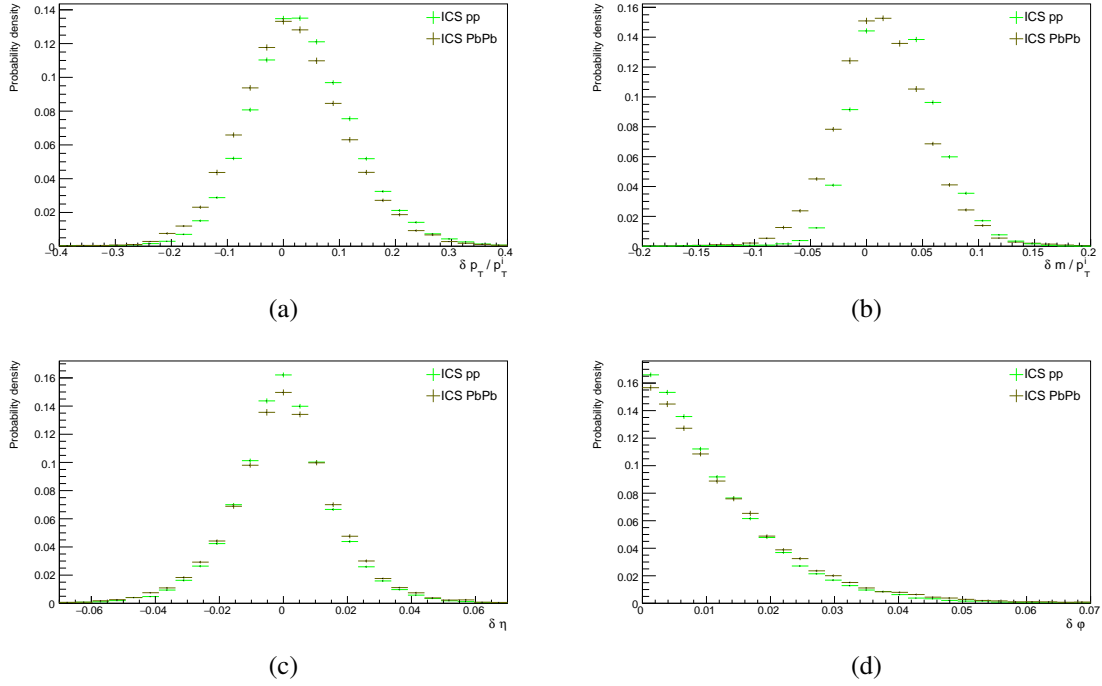 Probability density
0.14
0.12
0.1
0.08
0.06
0.04
0.02
0
−0.4 −0.3 −0.2 −0.1 0 0.1 0.2 0.3 0.4
δ p_T / p_T^i
ICS pp
ICS PbPb
(a)
Probability density
0.16
0.14
0.12
0.1
0.08
0.06
0.04
0.02
0
−0.2 −0.15 −0.1 −0.05 0 0.05 0.1 0.15 0.2
δ m / p_T^i
ICS pp
ICS PbPb
(b)
Probability density
0.16
0.14
0.12
0.1
0.08
0.06
0.04
0.02
0
−0.06 −0.04 −0.02 0 0.02 0.04 0.06
δ η
ICS pp
ICS PbPb
(c)
Probability density
0.16
0.14
0.12
0.1
0.08
0.06
0.04
0.02
0
0 0.01 0.02 0.03 0.04 0.05 0.06 0.07
δ φ
ICS pp
ICS PbPb
(d)